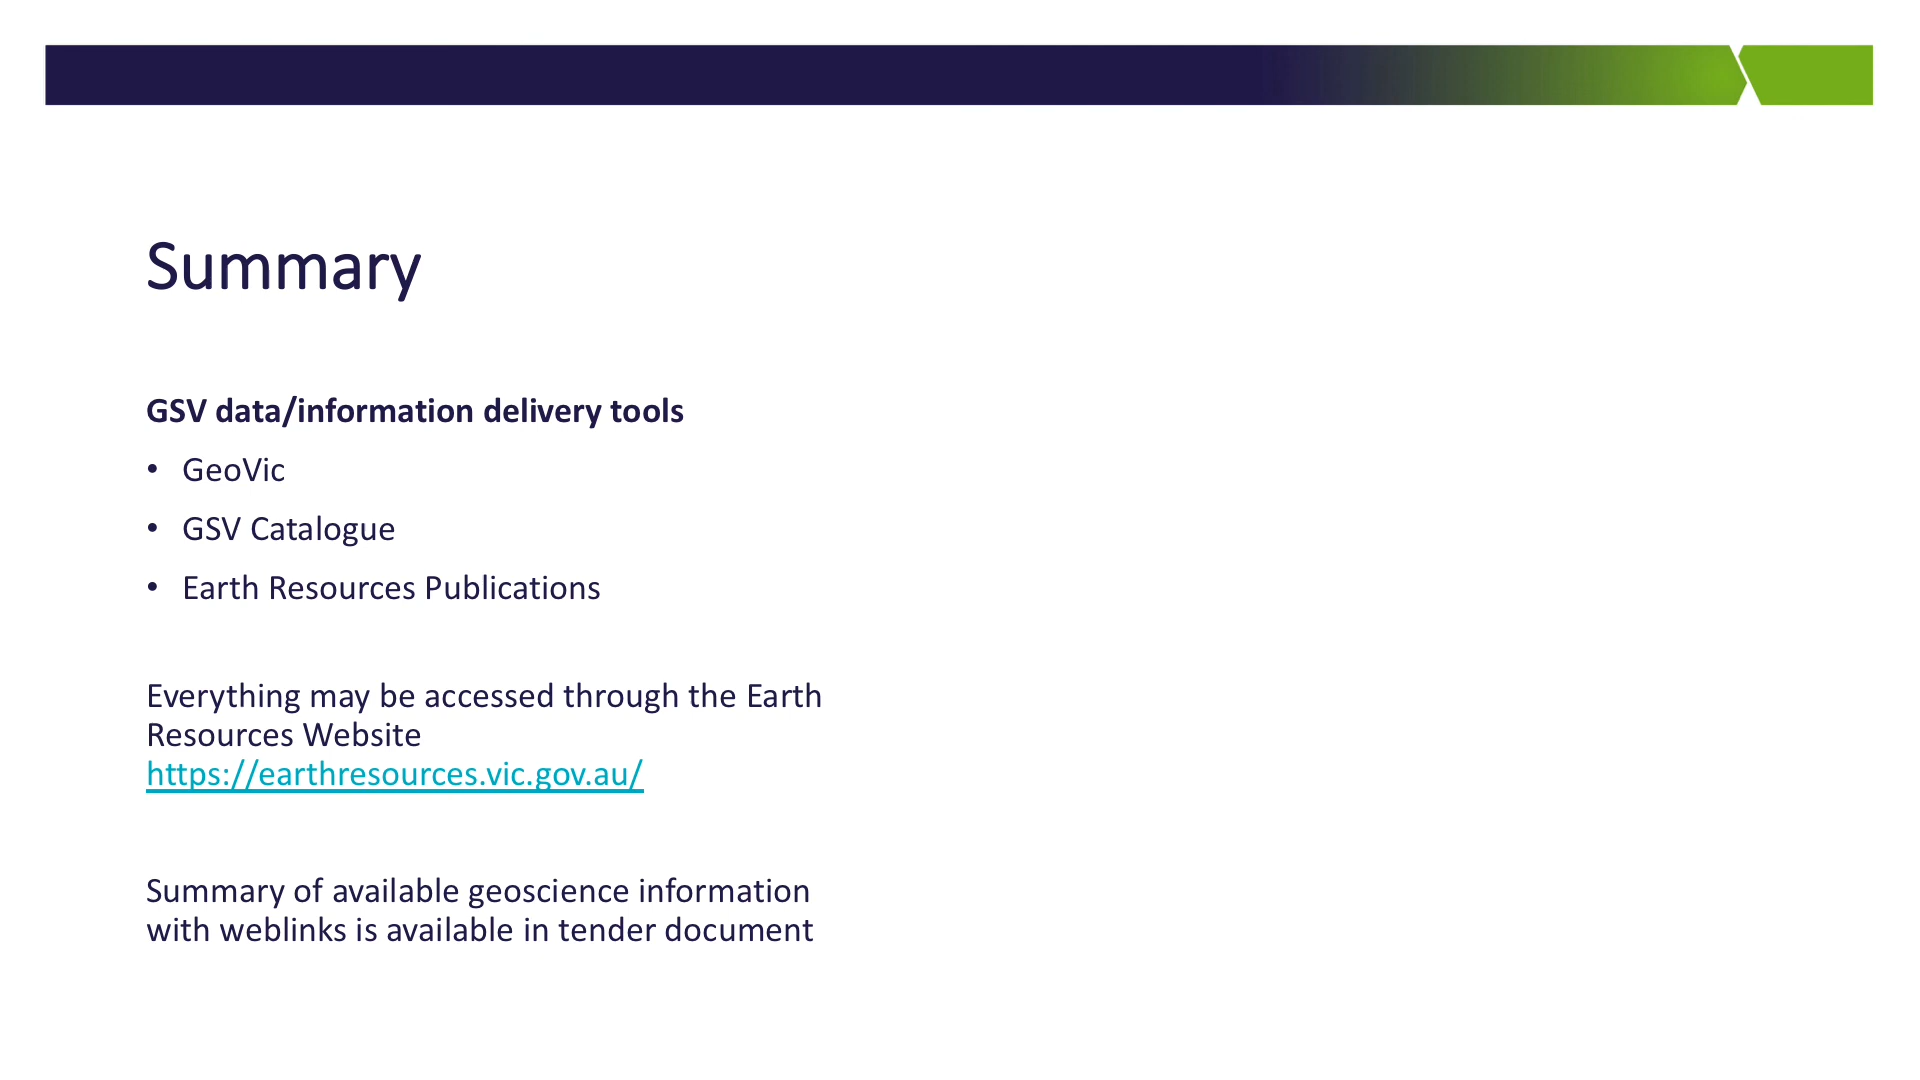 Summary
GSV data/information delivery tools
• GeoVic
• GSV Catalogue
• Earth Resources Publications
Everything may be accessed through the Earth
Resources Website
https://earthresources.vic.gov.au/
Summary of available geoscience information
with weblinks is available in tender document